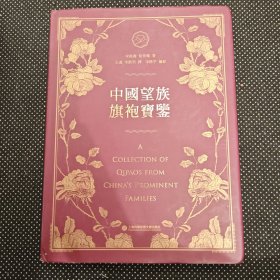 中國望族
旗袍寶鑒
A
COLLECTION OF
QIPAOS FROM
CHINA'S PROMINENT
FAMILIES